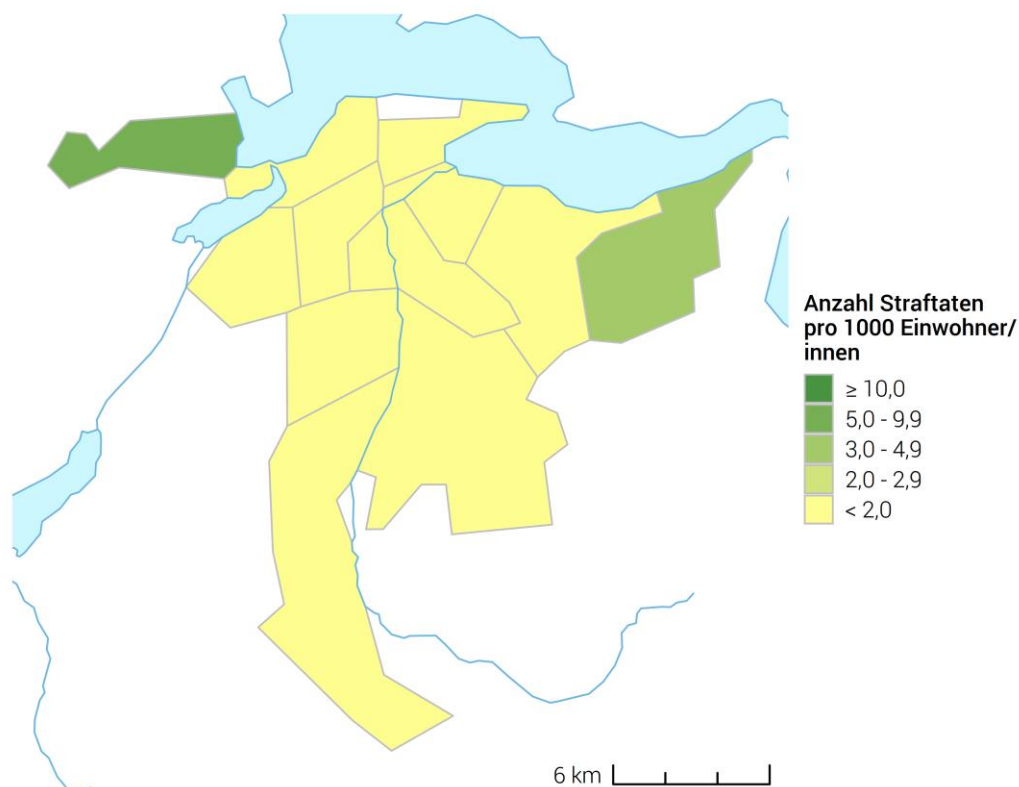 Anzahl Straftaten
pro 1000 Einwohner/
innen
≥ 10,0
5,0 - 9,9
3,0 - 4,9
2,0 - 2,9
< 2,0
6 km